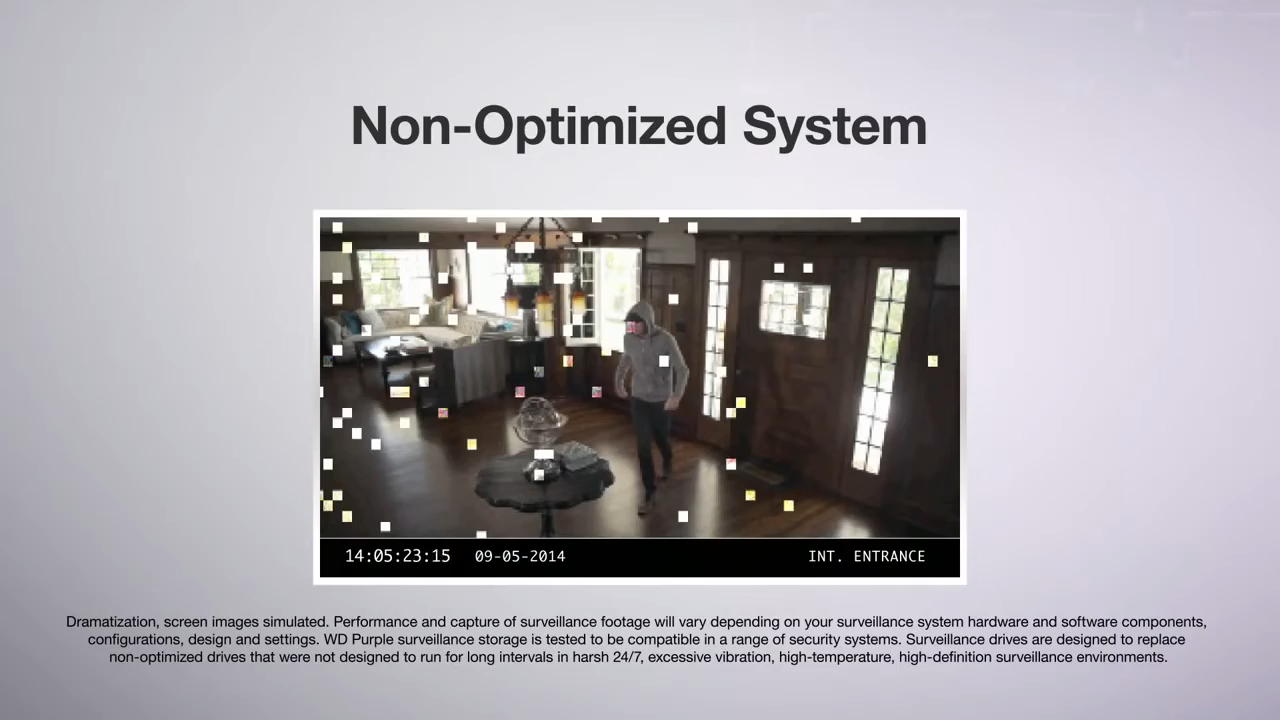 Non-Optimized System
14:05:23:15 09-05-2014 INT. ENTRANCE
Dramatization, screen images simulated. Performance and capture of surveillance footage will vary depending on your surveillance system hardware and software components,
configurations, design and settings. WD Purple surveillance storage is tested to be compatible in a range of security systems. Surveillance drives are designed to replace
non-optimized drives that were not designed to run for long intervals in harsh 24/7, excessive vibration, high-temperature, high-definition surveillance environments.